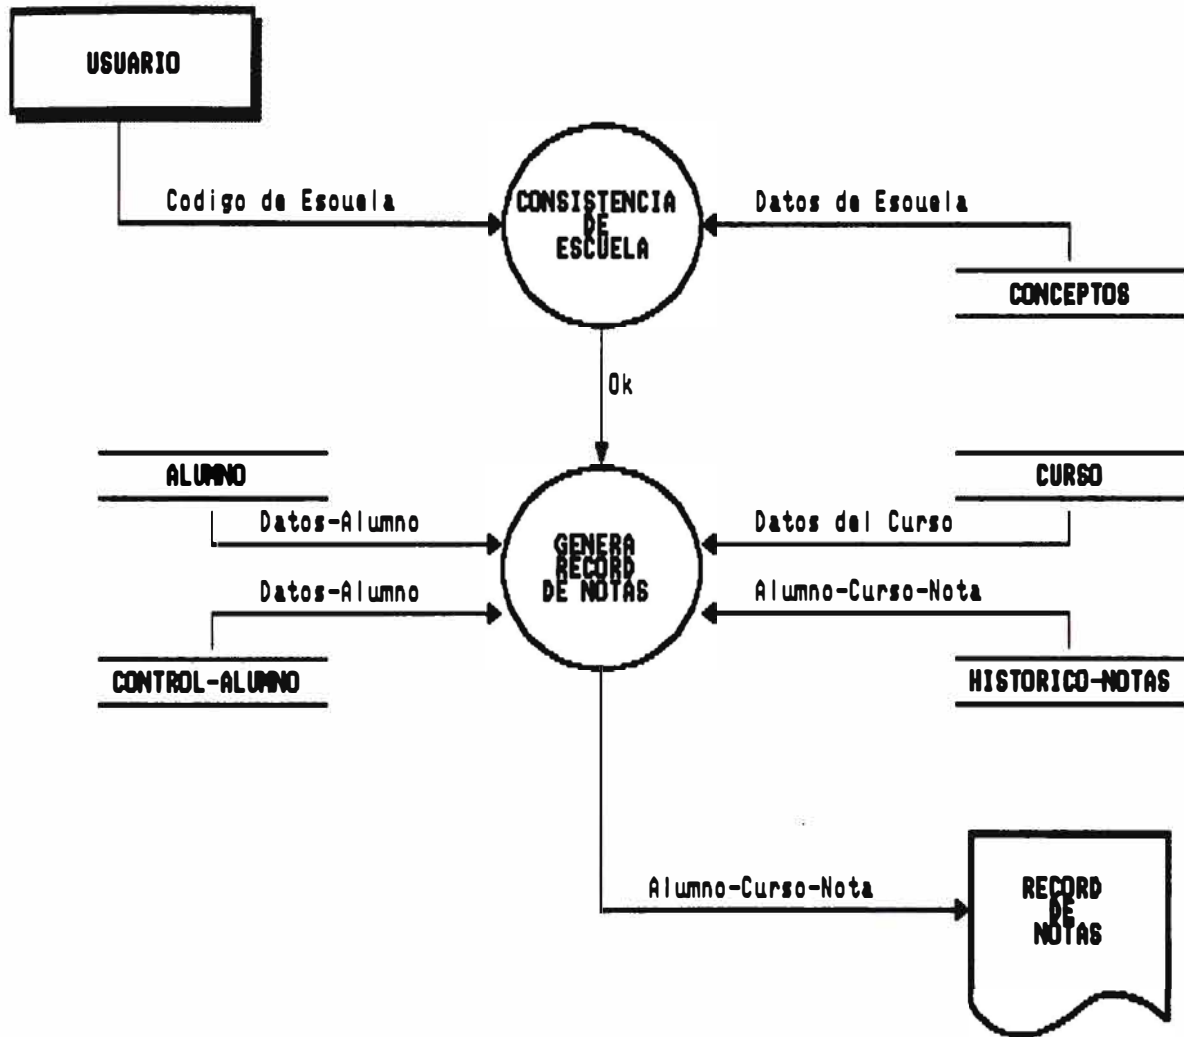 USUARIO
Codigo de Escuela
CONSISTENCIA
DE
ESCUELA
Datos de Escuela
CONCEPTOS
Ok
ALUMNO
CURSO
Datos-Alumno
GENERA
RECORD
DE NOTAS
Datos del Curso
Datos-Alumno
Alumno-Curso-Nota
CONTROL-ALUMNO
HISTORICO-NOTAS
Alumno-Curso-Nota
RECORD
DE
NOTAS